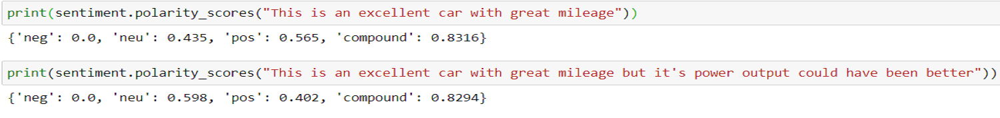 print(sentiment.polarity_scores("This is an excellent car with great mileage"))
{'neg': 0.0, 'neu': 0.435, 'pos': 0.565, 'compound': 0.8316}
print(sentiment.polarity_scores("This is an excellent car with great mileage but it's power output could have been better"))
{'neg': 0.0, 'neu': 0.598, 'pos': 0.402, 'compound': 0.8294}